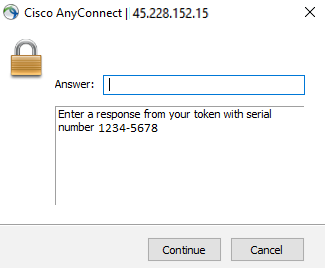 Cisco AnyConnect | 45.228.152.15
Answer:
Enter a response from your token with serial
number 1234-5678
Continue Cancel